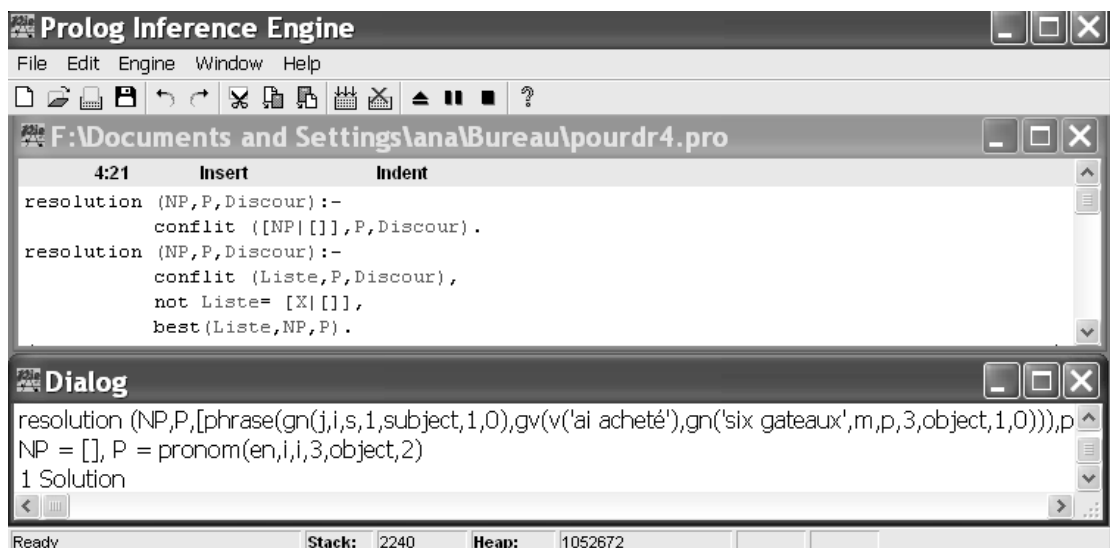 Prolog Inference Engine
File Edit Engine Window Help
F:\Documents and Settings\ana\Bureau\pourdr4.pro
4:21 Insert Indent
resolution (NP,P,Discour):-
conflit ([NP|[]],P,Discour).
resolution (NP,P,Discour):-
conflit (Liste,P,Discour),
not Liste= [X|[]],
best(Liste,NP,P).
Dialog
resolution (NP,P,[phrase(gn(j,i,s,1,subject,1,0),gv(v('ai acheté'),gn('six gateaux',m,p,3,object,1,0))),p
NP = [], P = pronom(en,i,i,3,object,2)
1 Solution
Ready Stack: 2240 Heap: 1052672